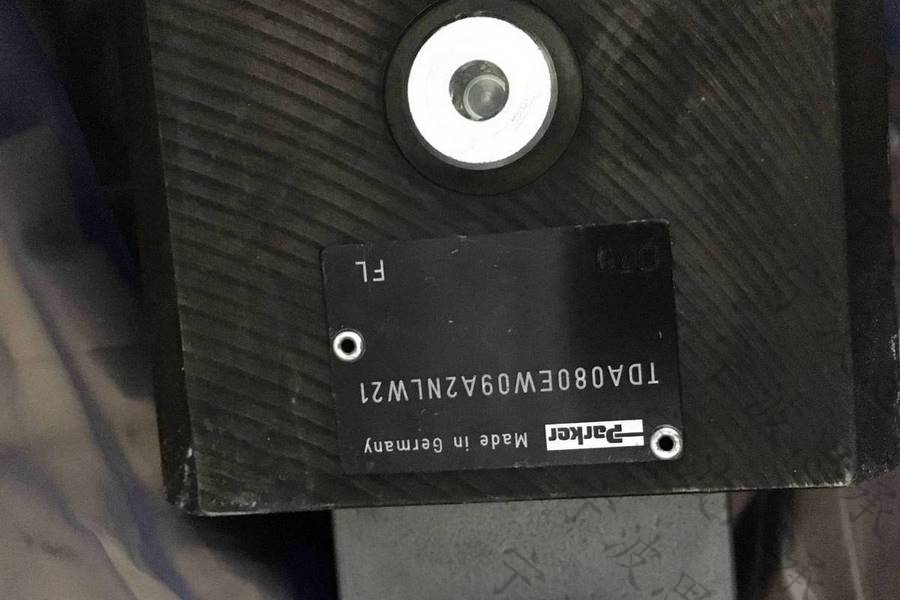 Parker Made in Germany
TDA080EW09A2NLW21
FL